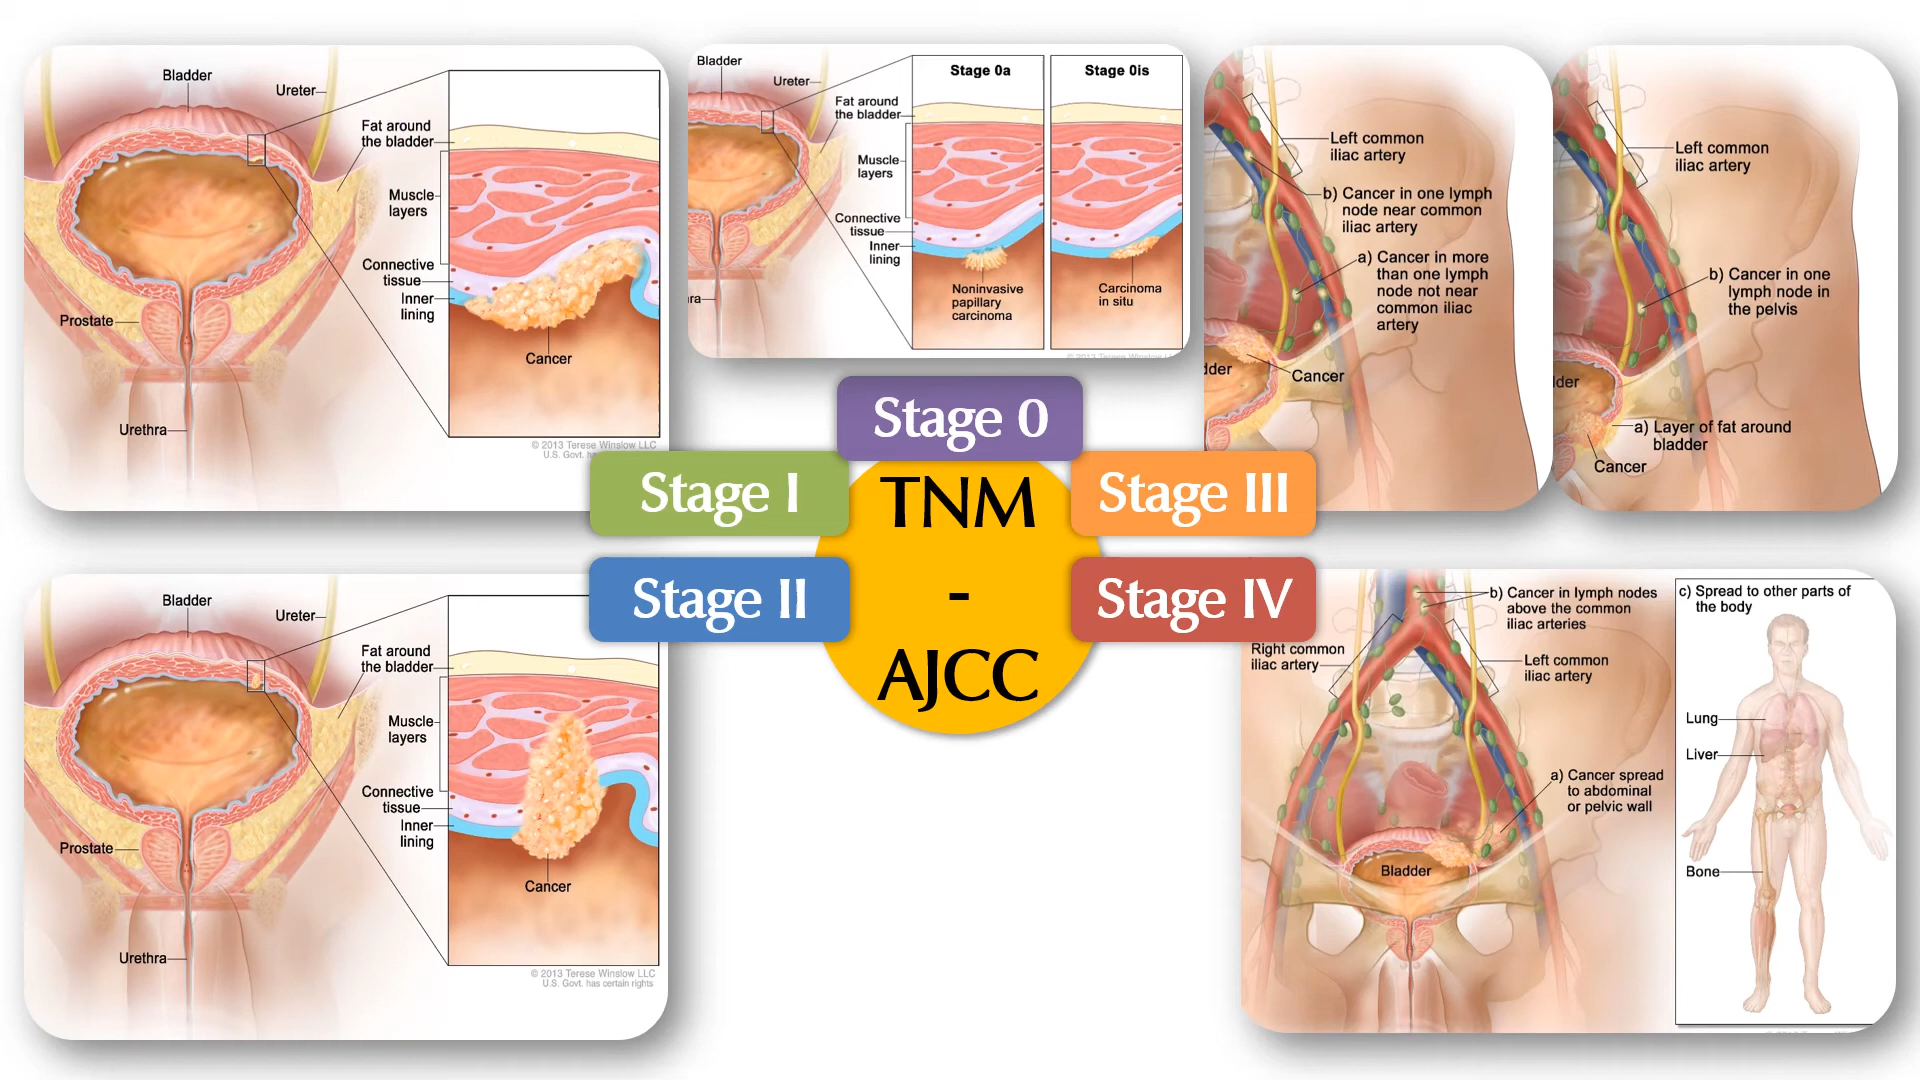 Bladder
Ureter
Fat around
the bladder
Muscle
layers
Connective
tissue
Inner
lining
Prostate
Cancer
Urethra
© 2013 Terese Winslow LLC
U.S. Govt.
Bladder
Ureter
Fat around
the bladder
Muscle
layers
Connective
tissue
Inner
lining
Stage 0a
Stage 0is
Noninvasive
papillary
carcinoma
Carcinoma
in situ
Left common
iliac artery
b) Cancer in one lymph
node near common
iliac artery
a) Cancer in more
than one lymph
node not near
common iliac
artery
Cancer
Left common
iliac artery
b) Cancer in one
lymph node in
the pelvis
a) Layer of fat around
bladder
Cancer
Stage 0
Stage I
Stage III
Stage II
Stage IV
TNM
-
AJCC
Bladder
Ureter
Fat around
the bladder
Muscle
layers
Connective
tissue
Inner
lining
Prostate
Cancer
Urethra
© 2013 Terese Winslow LLC
U.S. Govt. has certain rights
b) Cancer in lymph nodes
above the common
iliac arteries
Right common
iliac artery
Left common
iliac artery
a) Cancer spread
to abdominal
or pelvic wall
Bladder
c) Spread to other parts of
the body
Lung
Liver
Bone